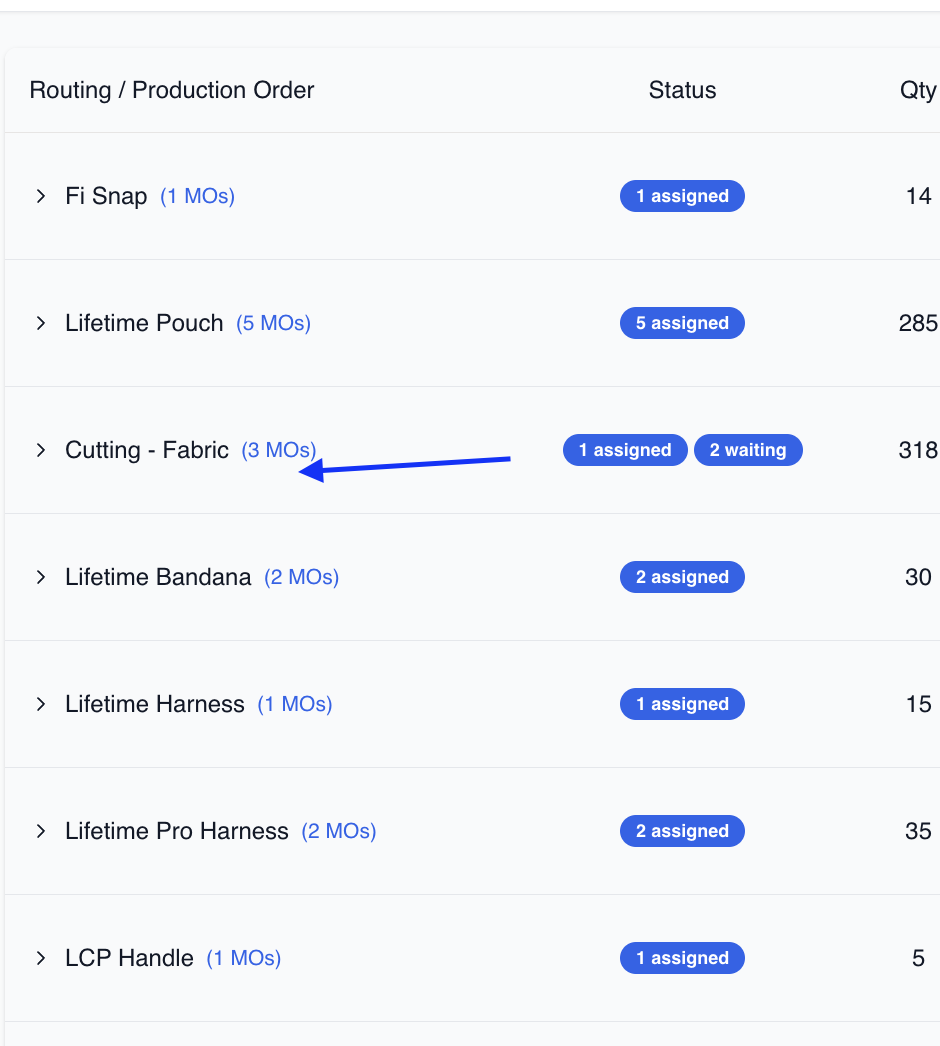 Routing / Production Order Status Qty
Fi Snap (1 MOs) 1 assigned 14
Lifetime Pouch (5 MOs) 5 assigned 285
Cutting - Fabric (3 MOs) 1 assigned 2 waiting 318
Lifetime Bandana (2 MOs) 2 assigned 30
Lifetime Harness (1 MOs) 1 assigned 15
Lifetime Pro Harness (2 MOs) 2 assigned 35
LCP Handle (1 MOs) 1 assigned 5